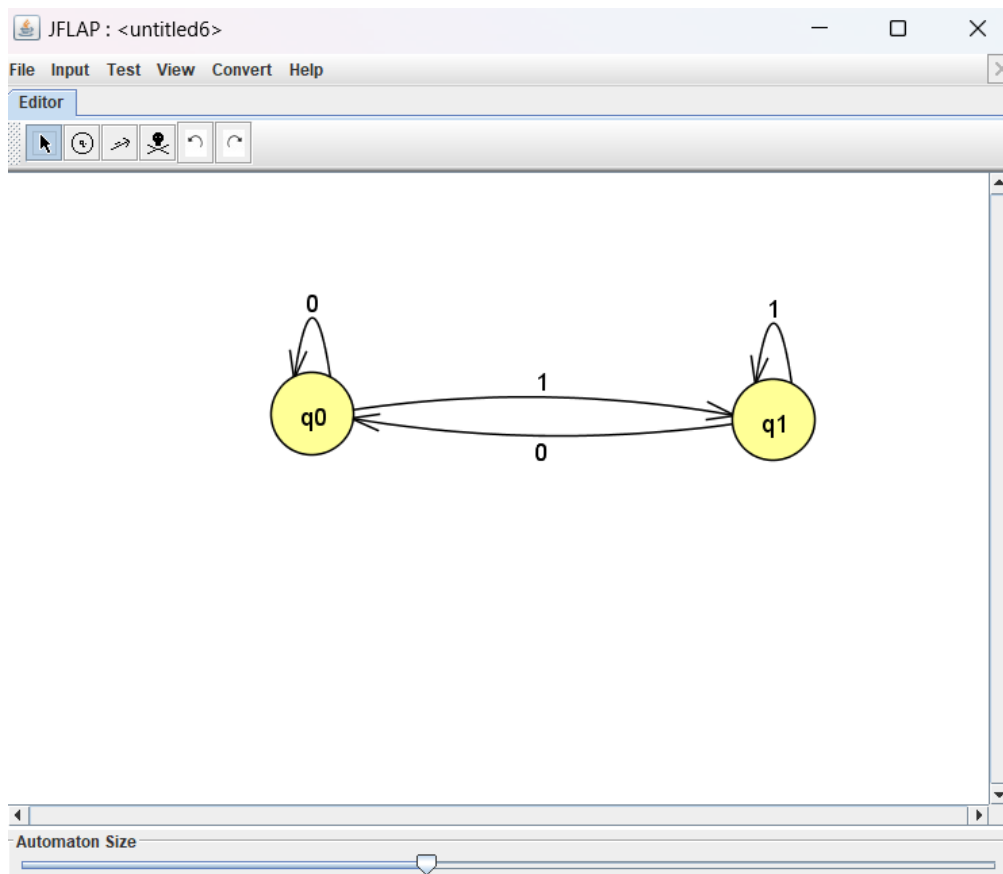 JFLAP : <untitled6>
File Input Test View Convert Help
Editor
0
1
1
q0
q1
0
Automaton Size